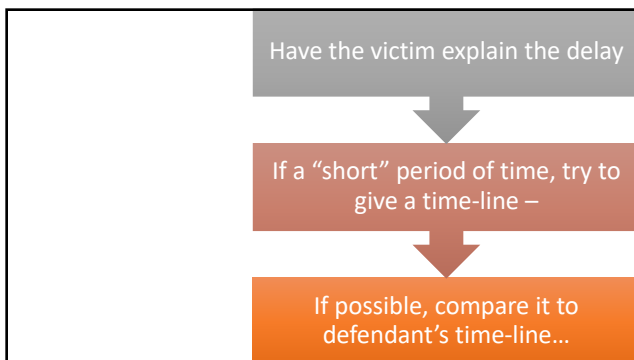 Have the victim explain the delay
If a “short” period of time, try to
give a time-line –
If possible, compare it to
defendant’s time-line…